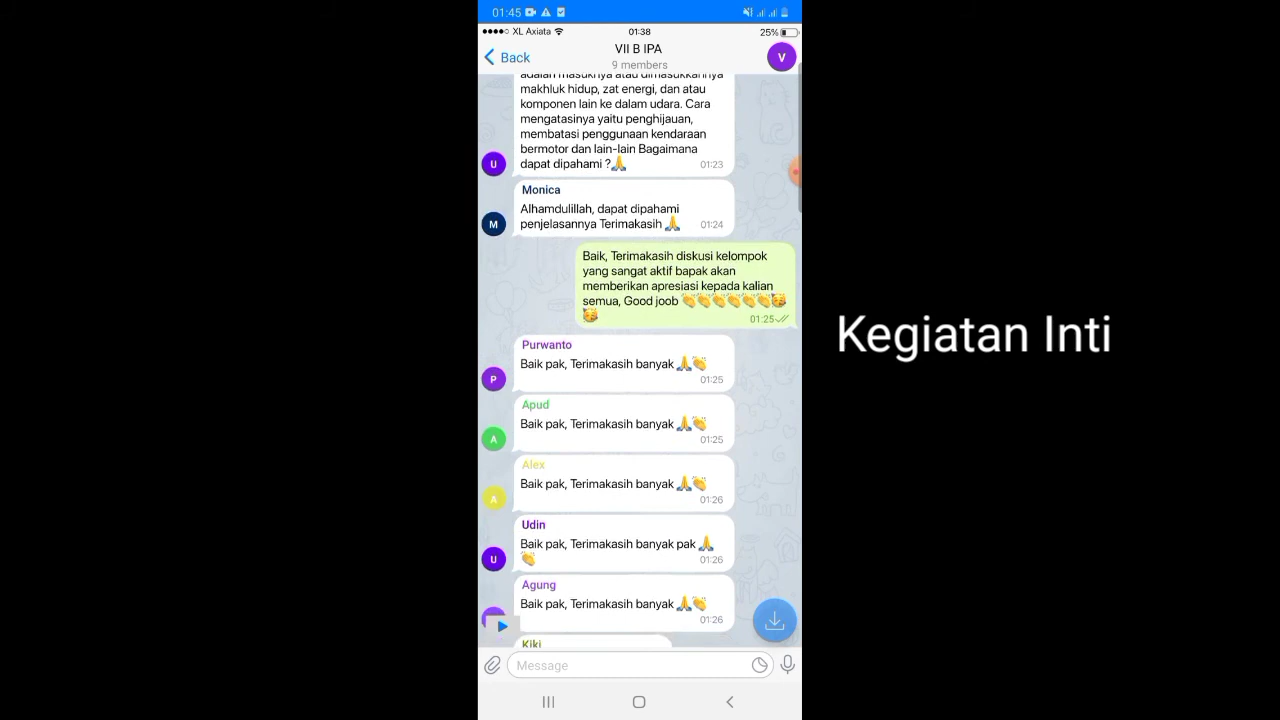 01:45
XL Axiata
01:38
25%
Back
VII B IPA
9 members
V
adalah masuknya atau dimasukkannya
makhluk hidup, zat energi, dan atau
komponen lain ke dalam udara. Cara
mengatasinya yaitu penghijauan,
membatasi penggunaan kendaraan
bermotor dan lain-lain Bagaimana
dapat dipahami ?🙏
01:23
U
Monica
Alhamdulillah, dapat dipahami
penjelasannya Terimakasih 🙏
01:24
M
Baik, Terimakasih diskusi kelompok
yang sangat aktif bapak akan
memberikan apresiasi kepada kalian
semua, Good joob 👏👏👏👏👏👏🥳
🥳
01:25
Kegiatan Inti
Purwanto
Baik pak, Terimakasih banyak 🙏👏
01:25
P
Apud
Baik pak, Terimakasih banyak 🙏👏
01:25
A
Alex
Baik pak, Terimakasih banyak 🙏👏
01:26
A
Udin
Baik pak, Terimakasih banyak pak 🙏
👏
01:26
U
Agung
Baik pak, Terimakasih banyak 🙏👏
01:26
Kiki
Message